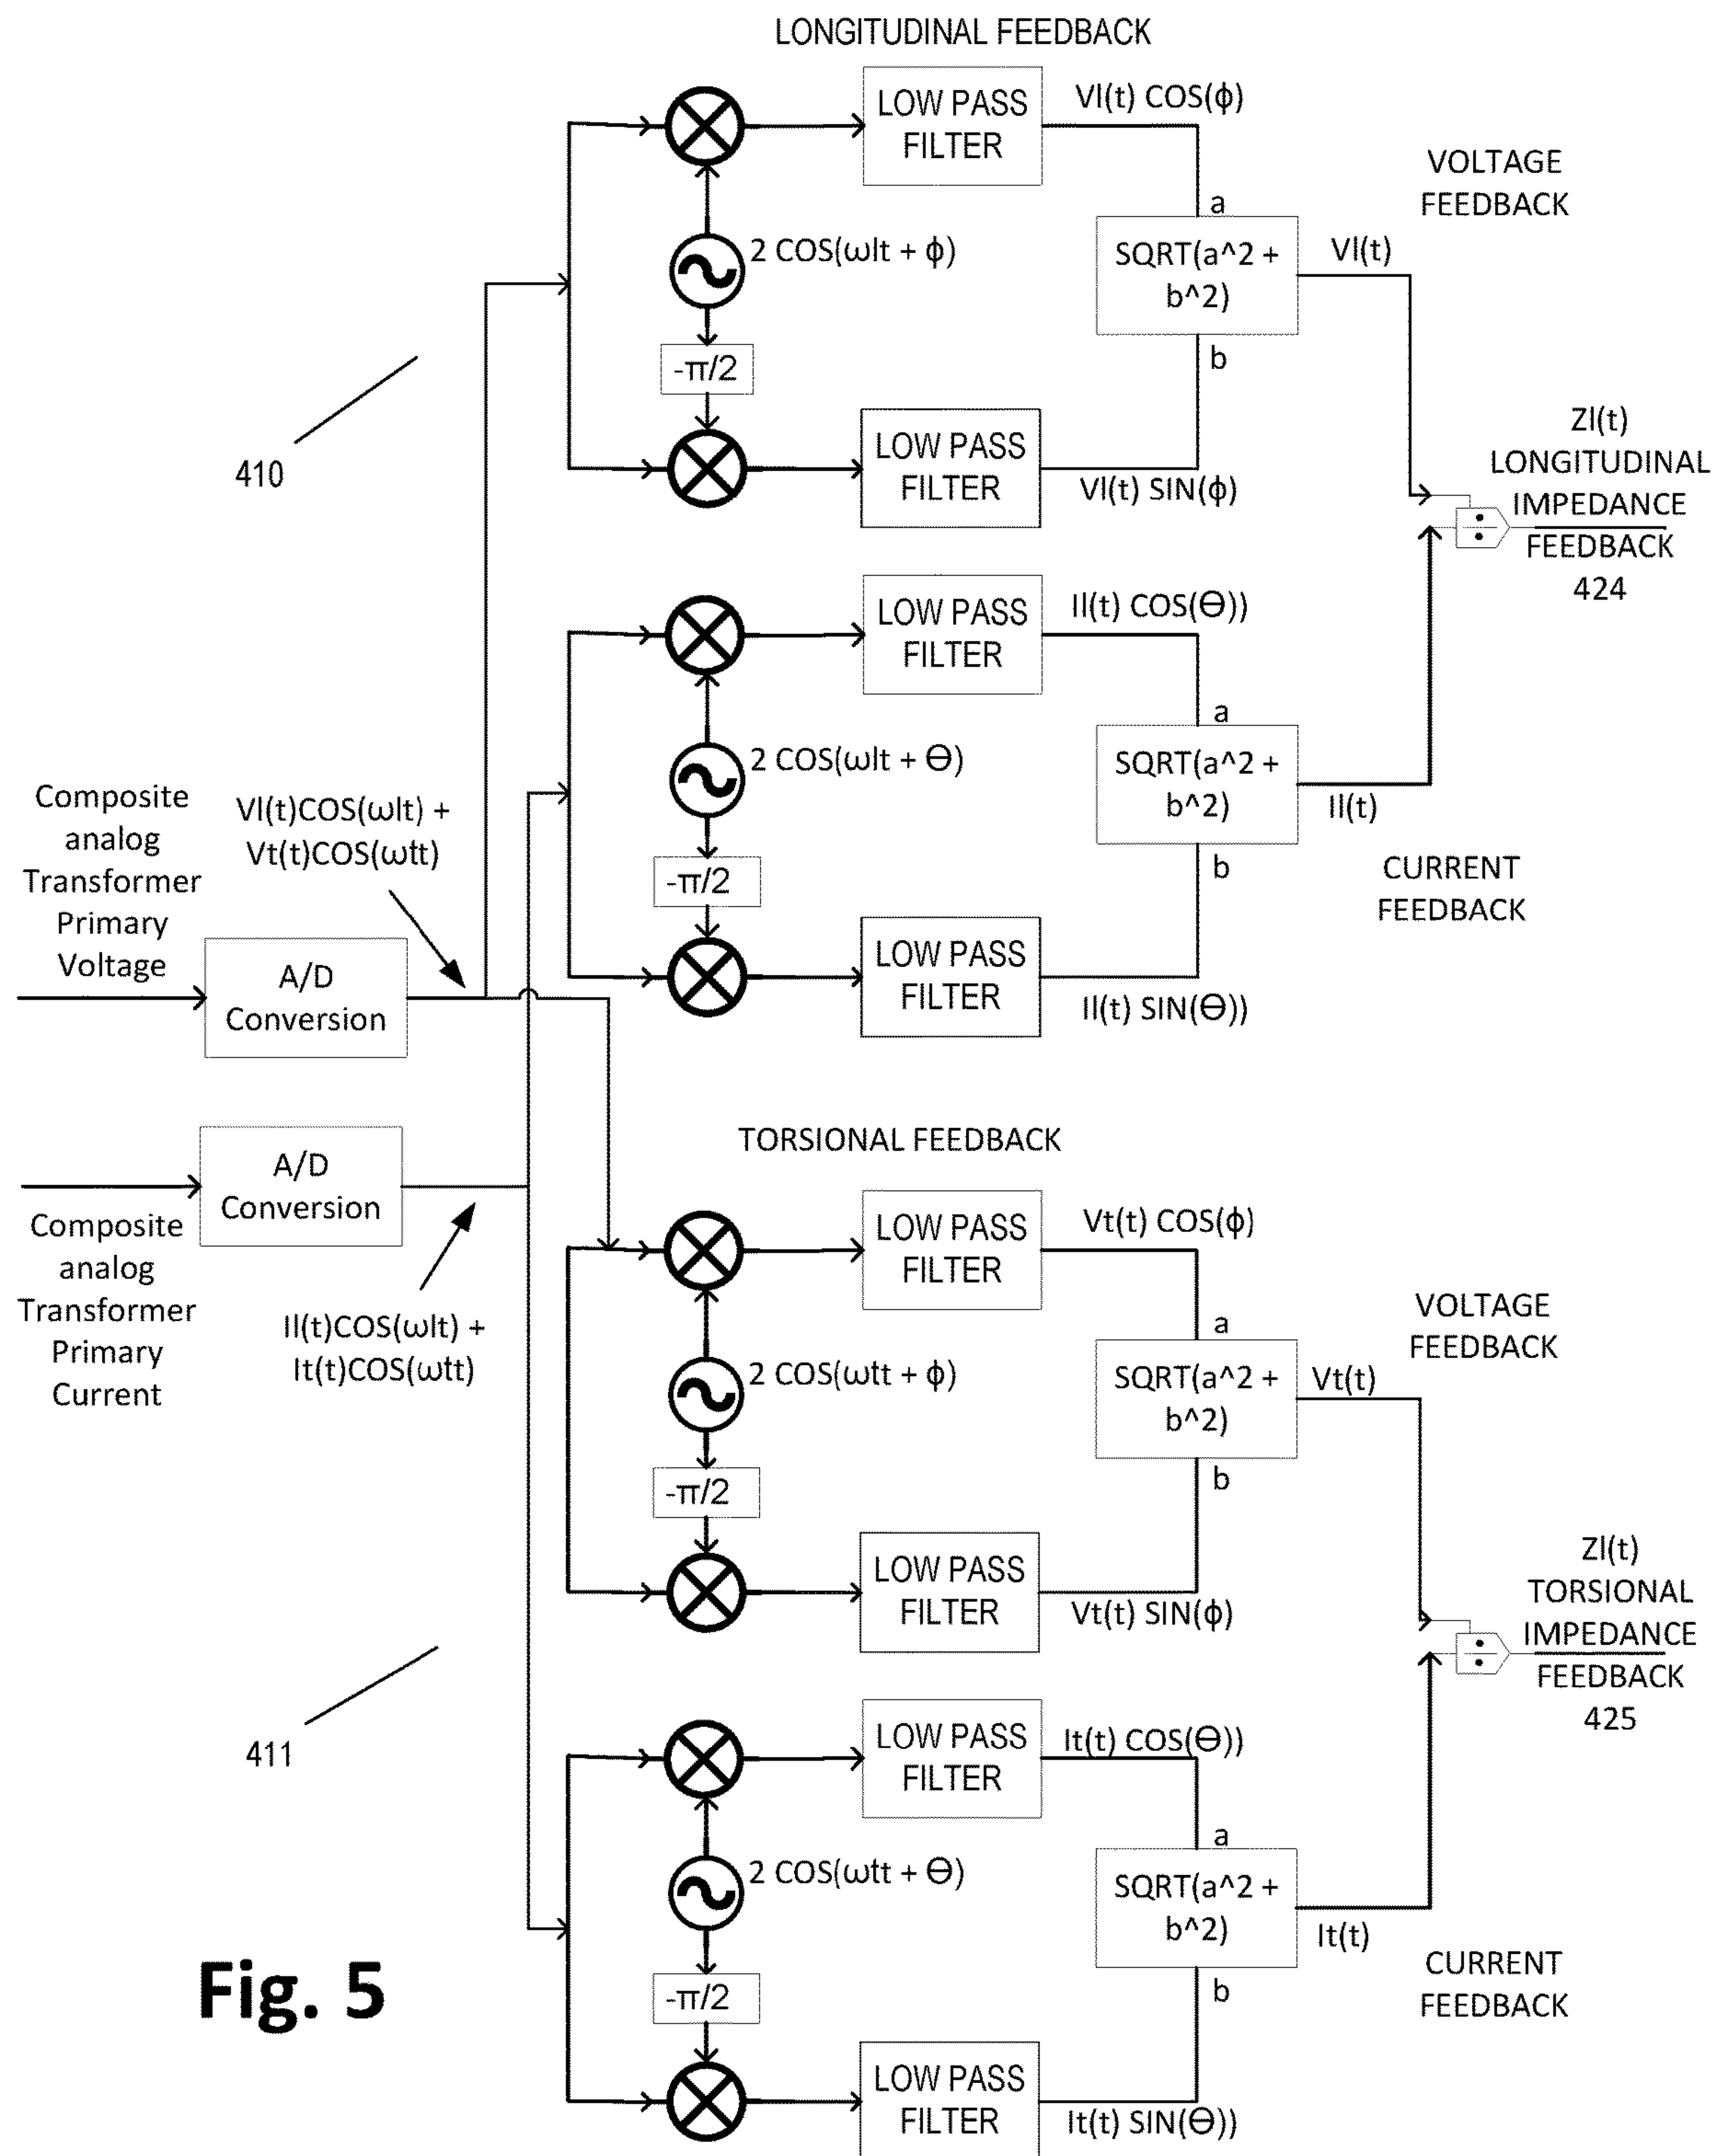 LONGITUDINAL FEEDBACK
LOW PASS
FILTER
Vl(t) COS(ϕ)
VOLTAGE
FEEDBACK
a
2 COS(ωlt + ϕ)
SQRT(a^2 +
b^2)
Vl(t)
-π/2
b
410
LOW PASS
FILTER
Vl(t) SIN(ϕ)
Zl(t)
LONGITUDINAL
IMPEDANCE
FEEDBACK
424
LOW PASS
FILTER
Il(t) COS(Θ))
a
2 COS(ωlt + Θ)
SQRT(a^2 +
b^2)
Il(t)
-π/2
b
CURRENT
FEEDBACK
Composite
analog
Transformer
Primary
Voltage
Vl(t)COS(ωlt) +
Vt(t)COS(ωtt)
A/D
Conversion
LOW PASS
FILTER
Il(t) SIN(Θ))
TORSIONAL FEEDBACK
A/D
Conversion
Composite
analog
Transformer
Primary
Current
Il(t)COS(ωlt) +
It(t)COS(ωtt)
LOW PASS
FILTER
Vt(t) COS(ϕ)
VOLTAGE
FEEDBACK
a
2 COS(ωtt + ϕ)
SQRT(a^2 +
b^2)
Vt(t)
-π/2
b
LOW PASS
FILTER
Vt(t) SIN(ϕ)
Zl(t)
TORSIONAL
IMPEDANCE
FEEDBACK
425
411
LOW PASS
FILTER
It(t) COS(Θ))
a
2 COS(ωtt + Θ)
SQRT(a^2 +
b^2)
It(t)
-π/2
b
CURRENT
FEEDBACK
Fig. 5
LOW PASS
FILTER
It(t) SIN(Θ))